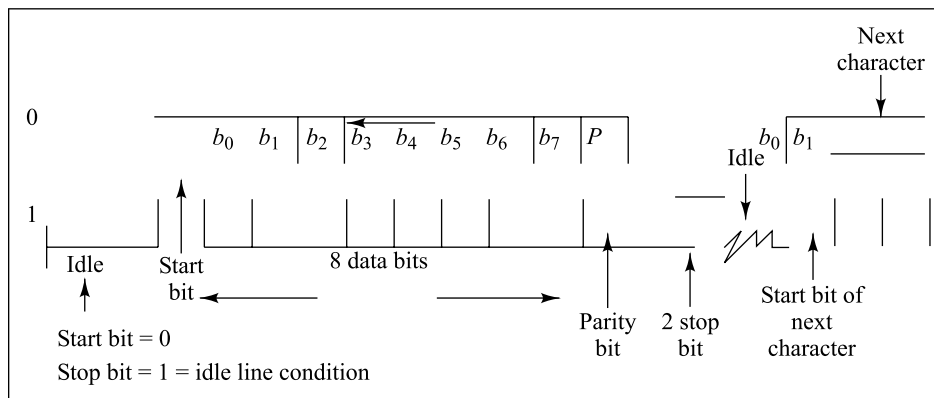 Next
character
0
b0 b1 b2 b3 b4 b5 b6 b7 P
b0 b1
Idle
1
Idle
Start
bit
8 data bits
Parity
bit
2 stop
bit
Start bit of
next
character
Start bit = 0
Stop bit = 1 = idle line condition